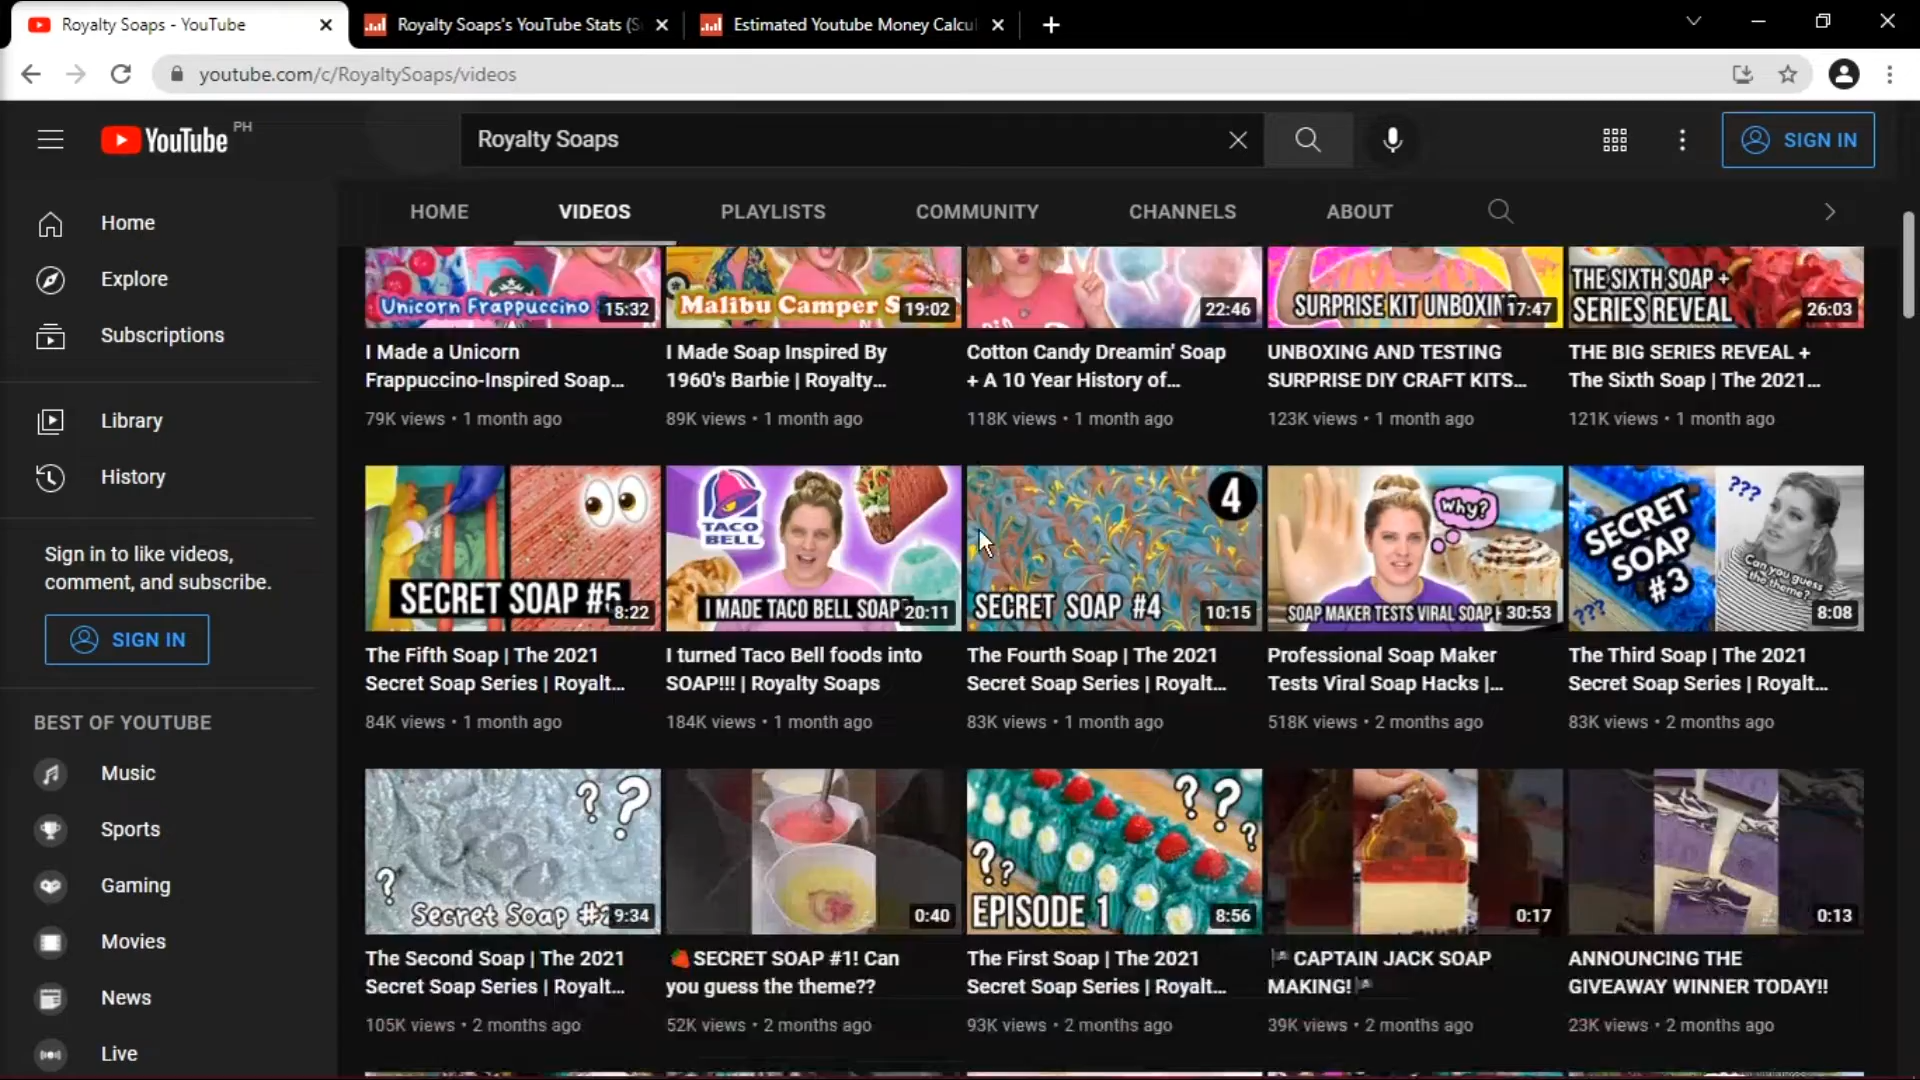 Royalty Soaps - YouTube
Royalty Soaps's YouTube Stats (S
Estimated Youtube Money Calcu
youtube.com/c/RoyaltySoaps/videos
YouTube PH
Royalty Soaps
SIGN IN
HOME
VIDEOS
PLAYLISTS
COMMUNITY
CHANNELS
ABOUT
Home
Explore
Subscriptions
Library
History
Sign in to like videos,
comment, and subscribe.
SIGN IN
BEST OF YOUTUBE
Music
Sports
Gaming
Movies
News
Live
Unicorn Frappuccino
15:32
I Made a Unicorn
Frappuccino-Inspired Soap...
79K views • 1 month ago
Malibu Camper S
19:02
I Made Soap Inspired By
1960's Barbie | Royalty...
89K views • 1 month ago
22:46
Cotton Candy Dreamin' Soap
+ A 10 Year History of...
118K views • 1 month ago
SURPRISE KIT UNBOXIN
17:47
UNBOXING AND TESTING
SURPRISE DIY CRAFT KITS...
123K views • 1 month ago
THE SIXTH SOAP +
SERIES REVEAL
26:03
THE BIG SERIES REVEAL +
The Sixth Soap | The 2021...
121K views • 1 month ago
SECRET SOAP #5
8:22
The Fifth Soap | The 2021
Secret Soap Series | Royalt...
84K views • 1 month ago
TACO
BELL
I MADE TACO BELL SOAP
20:11
I turned Taco Bell foods into
SOAP!!! | Royalty Soaps
184K views • 1 month ago
4
SECRET SOAP #4
10:15
The Fourth Soap | The 2021
Secret Soap Series | Royalt...
83K views • 1 month ago
Why?
SOAP MAKER TESTS VIRAL SOAP H
30:53
Professional Soap Maker
Tests Viral Soap Hacks |...
518K views • 2 months ago
SECRET
SOAP
#3
???
???
Can you guess
the theme?
8:08
The Third Soap | The 2021
Secret Soap Series | Royalt...
83K views • 2 months ago
? ?
?
Secret Soap #2
9:34
The Second Soap | The 2021
Secret Soap Series | Royalt...
105K views • 2 months ago
0:40
🍓SECRET SOAP #1! Can
you guess the theme??
52K views • 2 months ago
? ? ?
? ?
EPISODE 1
8:56
The First Soap | The 2021
Secret Soap Series | Royalt...
93K views • 2 months ago
0:17
🏴CAPTAIN JACK SOAP
MAKING!🏴
39K views • 2 months ago
0:13
ANNOUNCING THE
GIVEAWAY WINNER TODAY!!
23K views • 2 months ago